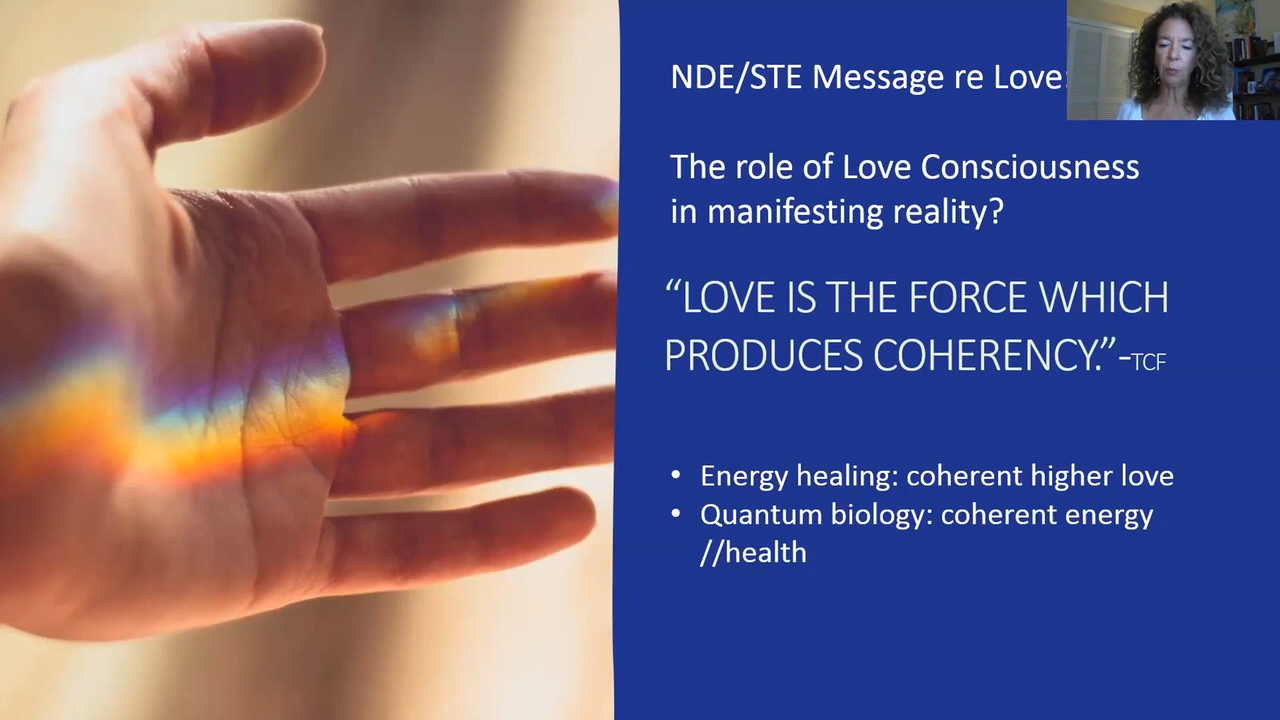 NDE/STE Message re Love:
The role of Love Consciousness
in manifesting reality?
“LOVE IS THE FORCE WHICH
PRODUCES COHERENCY.”-TCF
• Energy healing: coherent higher love
• Quantum biology: coherent energy
//health